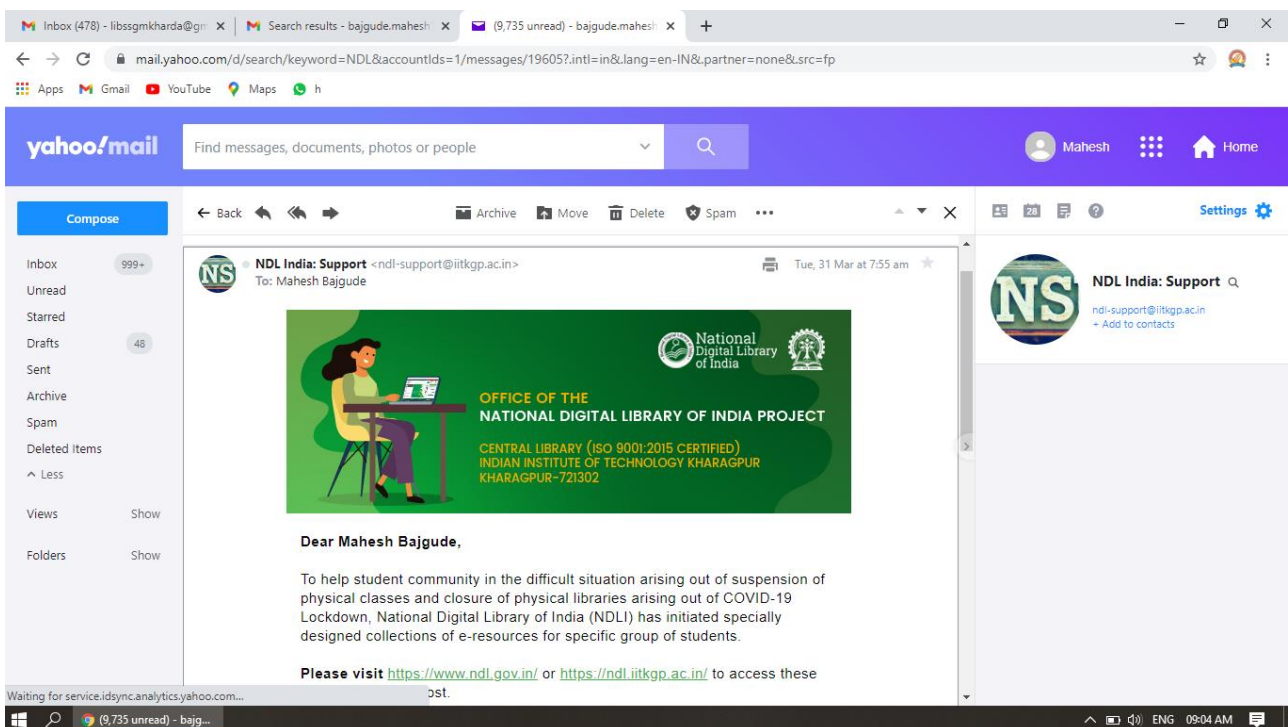 Inbox (478) - libssgmkharda@gm
Search results - bajgude.mahesh
(9,735 unread) - bajgude.mahesh
mail.yahoo.com/d/search/keyword=NDL&accountIds=1/messages/19605?.intl=in&.lang=en-IN&.partner=none&.src=fp
Apps Gmail YouTube Maps h
yahoo!mail
Find messages, documents, photos or people
Mahesh Home
Compose
Back Archive Move Delete Spam
28 Settings
Inbox 999+
Unread
Starred
Drafts 48
Sent
Archive
Spam
Deleted Items
Less
Views Show
Folders Show
NS
NDL India: Support <ndl-support@iitkgp.ac.in> Tue, 31 Mar at 7:55 am
To: Mahesh Bajgude
National
Digital Library
of India
OFFICE OF THE
NATIONAL DIGITAL LIBRARY OF INDIA PROJECT
CENTRAL LIBRARY (ISO 9001:2015 CERTIFIED)
INDIAN INSTITUTE OF TECHNOLOGY KHARAGPUR
KHARAGPUR-721302
Dear Mahesh Bajgude,
To help student community in the difficult situation arising out of suspension of
physical classes and closure of physical libraries arising out of COVID-19
Lockdown, National Digital Library of India (NDLI) has initiated specially
designed collections of e-resources for specific group of students.
Please visit https://www.ndl.gov.in/ or https://ndl.iitkgp.ac.in/ to access these
NS
NDL India: Support
ndl-support@iitkgp.ac.in
+ Add to contacts
Waiting for service.idsync.analytics.yahoo.com...
(9,735 unread) - bajg...
ENG 09:04 AM